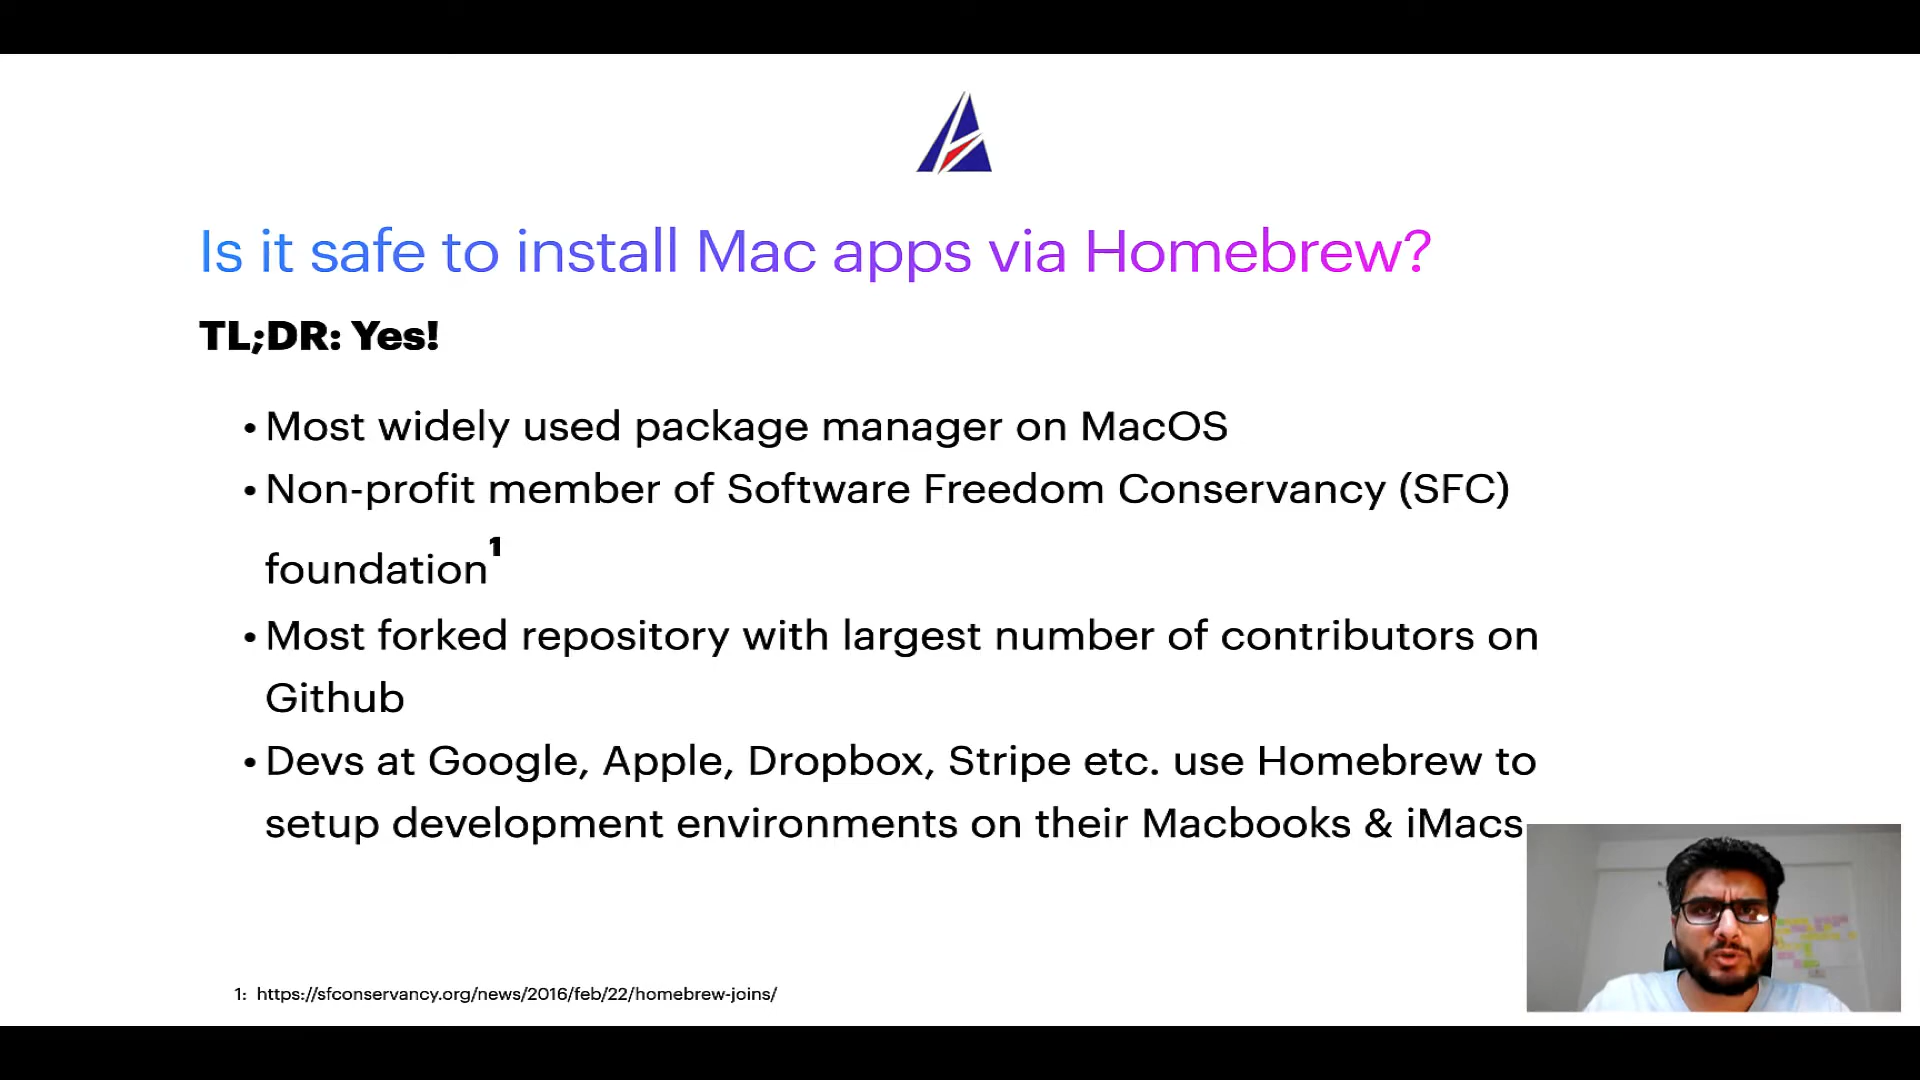 Is it safe to install Mac apps via Homebrew?
TL;DR: Yes!
• Most widely used package manager on MacOS
• Non-profit member of Software Freedom Conservancy (SFC)
foundation¹
• Most forked repository with largest number of contributors on
Github
• Devs at Google, Apple, Dropbox, Stripe etc. use Homebrew to
setup development environments on their Macbooks & iMacs
1: https://sfconservancy.org/news/2016/feb/22/homebrew-joins/